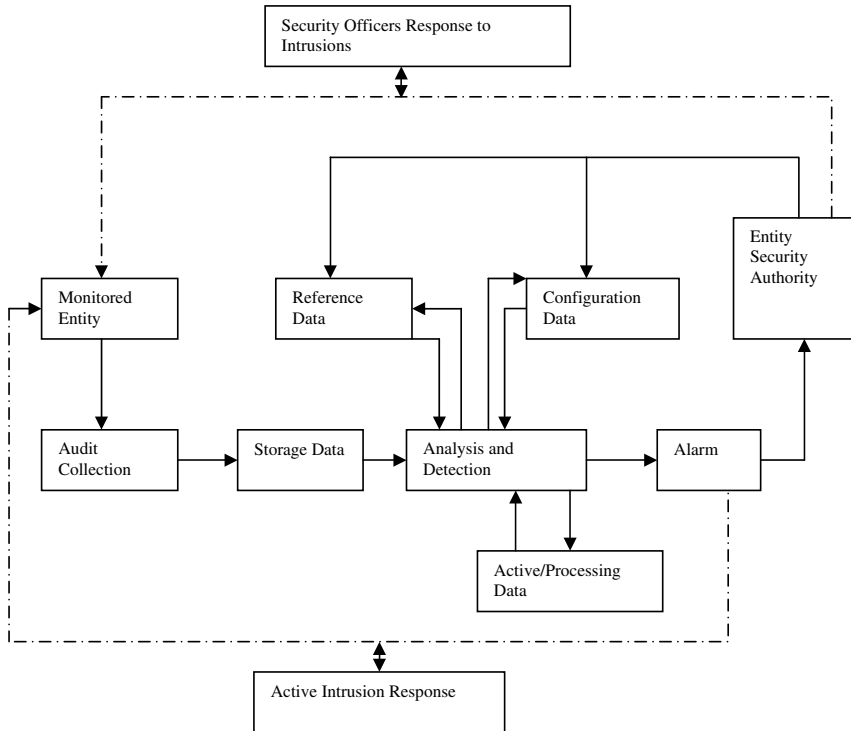 Security Officers Response to
Intrusions
Entity
Security
Authority
Monitored
Entity
Reference
Data
Configuration
Data
Audit
Collection
Storage Data
Analysis and
Detection
Alarm
Active/Processing
Data
Active Intrusion Response